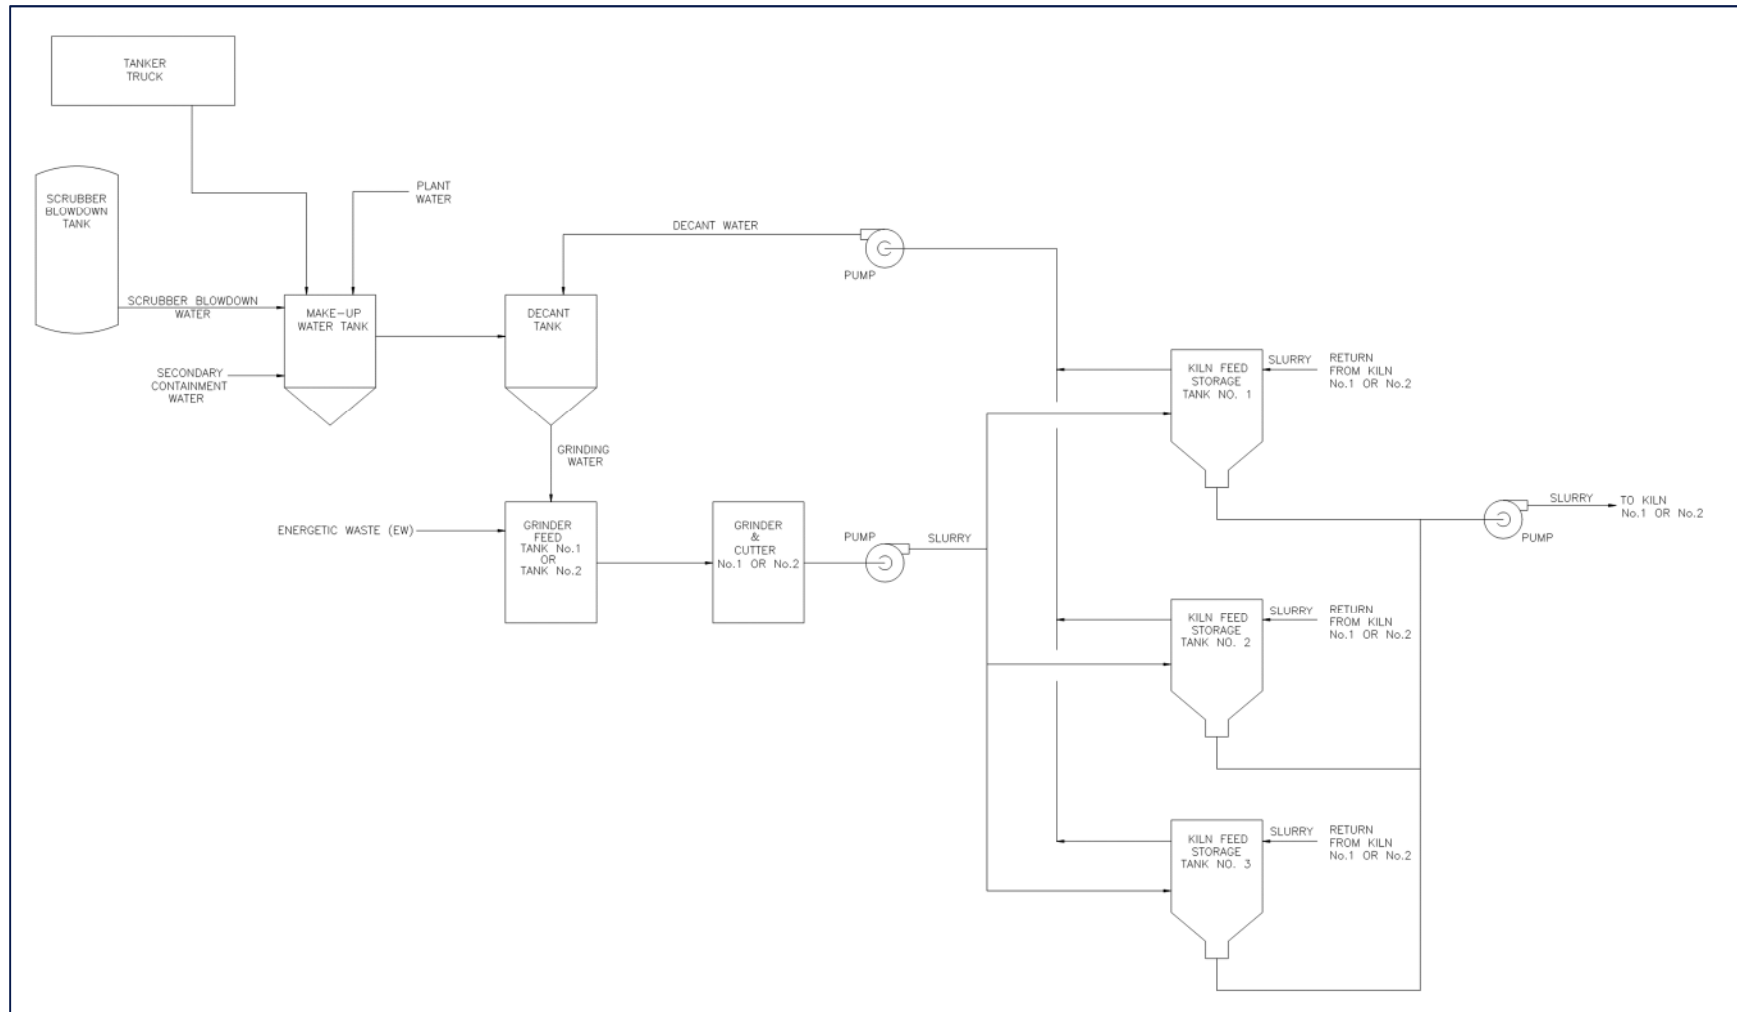 TANKER
TRUCK
SCRUBBER
BLOWDOWN
TANK
PLANT
WATER
SCRUBBER BLOWDOWN
WATER
SECONDARY
CONTAINMENT
WATER
MAKE-UP
WATER TANK
DECANT
TANK
DECANT WATER
PUMP
GRINDING
WATER
ENERGETIC WASTE (EW)
GRINDER
FEED
TANK No.1
OR
TANK No.2
GRINDER
&
CUTTER
No.1 OR No.2
PUMP
SLURRY
KILN FEED
STORAGE
TANK NO. 1
SLURRY
RETURN
FROM KILN
No.1 OR No.2
SLURRY
TO KILN
No.1 OR No.2
PUMP
KILN FEED
STORAGE
TANK NO. 2
SLURRY
RETURN
FROM KILN
No.1 OR No.2
KILN FEED
STORAGE
TANK NO. 3
SLURRY
RETURN
FROM KILN
No.1 OR No.2